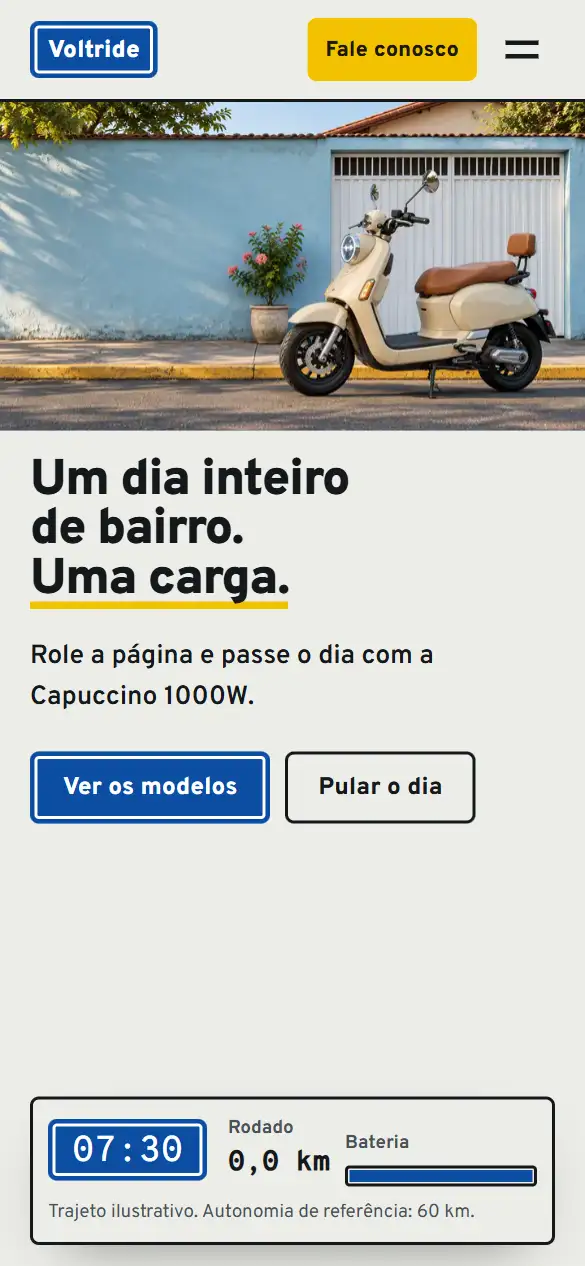 Voltride
Fale conosco
Um dia inteiro
de bairro.
Uma carga.
Role a página e passe o dia com a
Capuccino 1000W.
Ver os modelos
Pular o dia
07:30
Rodado
0,0 km
Bateria
Trajeto ilustrativo. Autonomia de referência: 60 km.